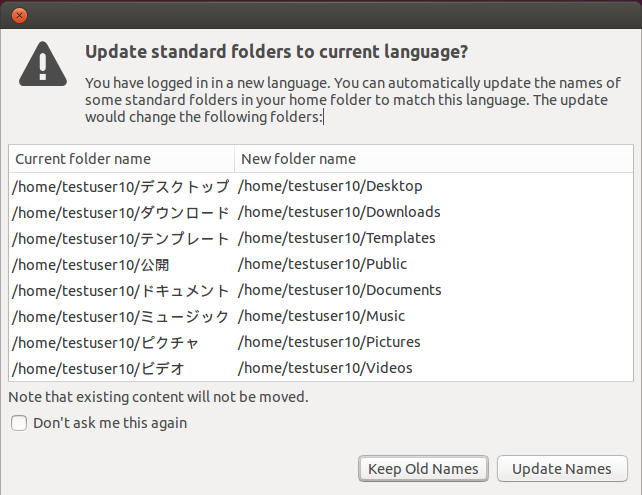 Update standard folders to current language?
You have logged in in a new language. You can automatically update the names of
some standard folders in your home folder to match this language. The update
would change the following folders:
Current folder name New folder name
/home/testuser10/デスクトップ /home/testuser10/Desktop
/home/testuser10/ダウンロード /home/testuser10/Downloads
/home/testuser10/テンプレート /home/testuser10/Templates
/home/testuser10/公開 /home/testuser10/Public
/home/testuser10/ドキュメント /home/testuser10/Documents
/home/testuser10/ミュージック /home/testuser10/Music
/home/testuser10/ピクチャ /home/testuser10/Pictures
/home/testuser10/ビデオ /home/testuser10/Videos
Note that existing content will not be moved.
Don't ask me this again
Keep Old Names Update Names